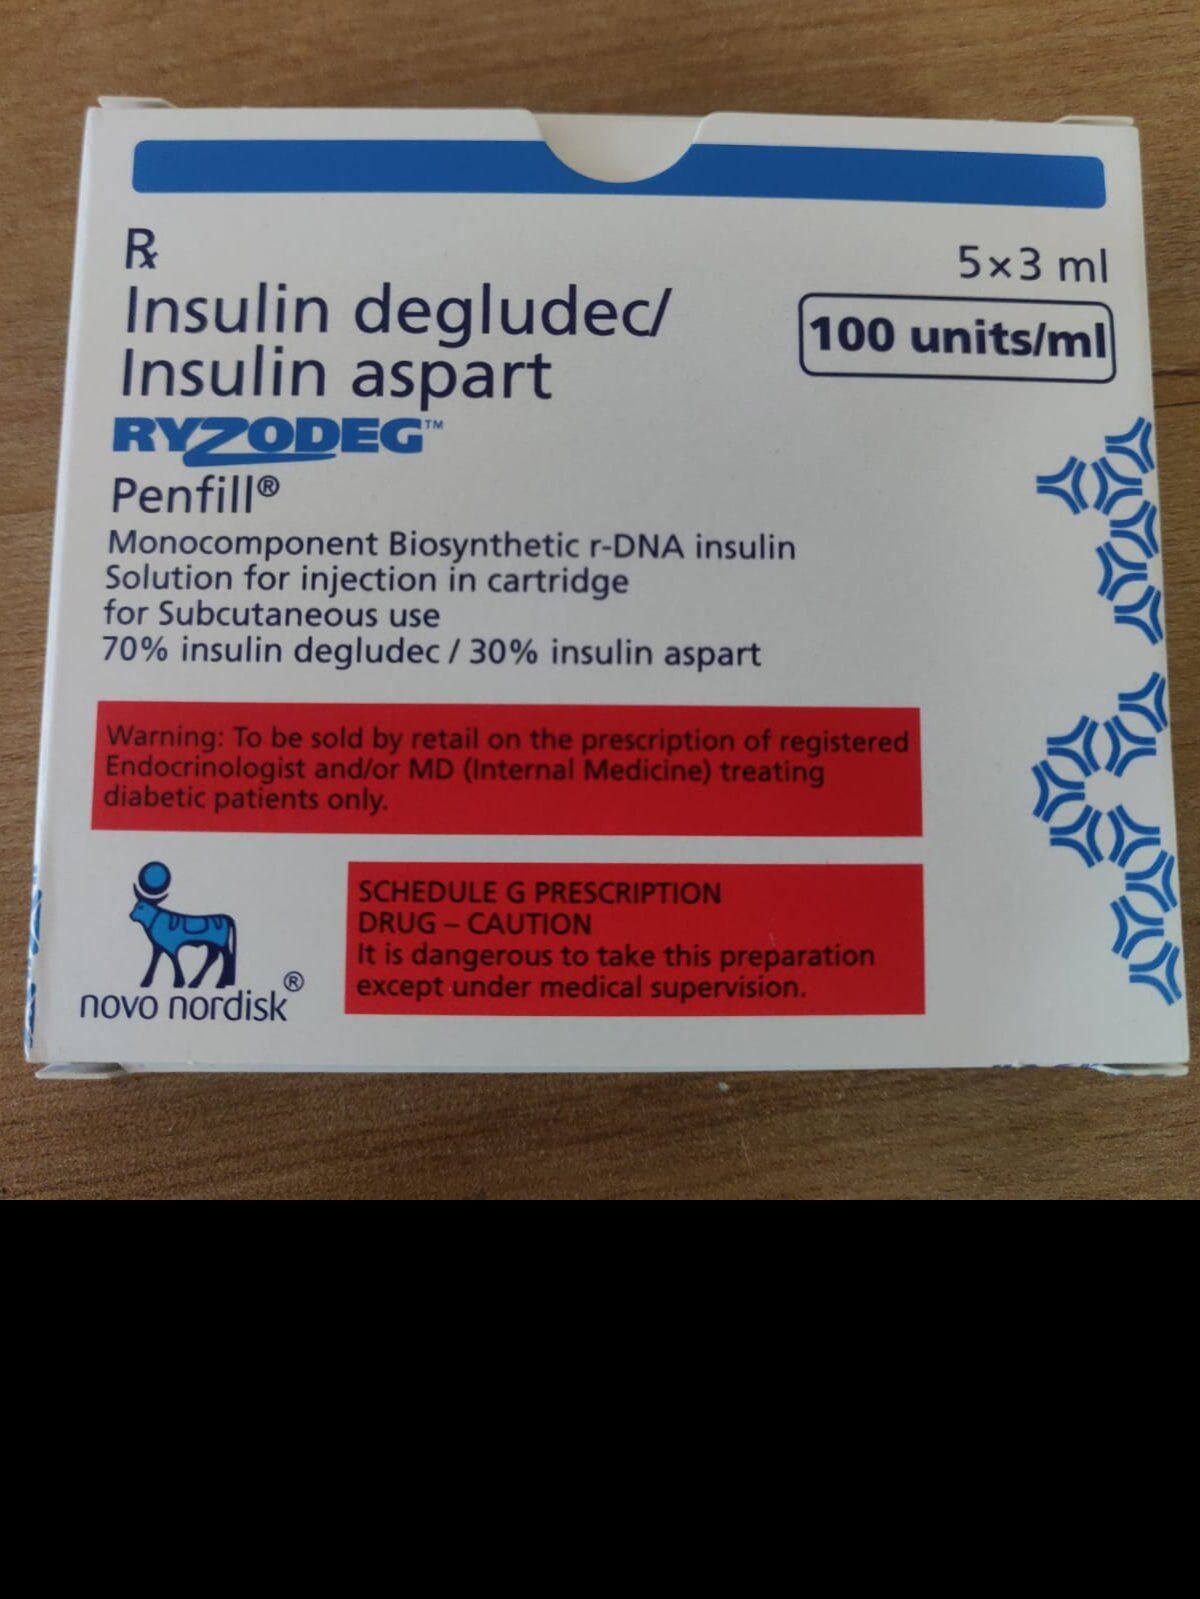 Rx
Insulin degludec/
Insulin aspart
RYZODEG™
Penfill®
5×3 ml
100 units/ml
Monocomponent Biosynthetic r-DNA insulin
Solution for injection in cartridge
for Subcutaneous use
70% insulin degludec / 30% insulin aspart
Warning: To be sold by retail on the prescription of registered
Endocrinologist and/or MD (Internal Medicine) treating
diabetic patients only.
SCHEDULE G PRESCRIPTION
DRUG – CAUTION
It is dangerous to take this preparation
except under medical supervision.
novo nordisk®